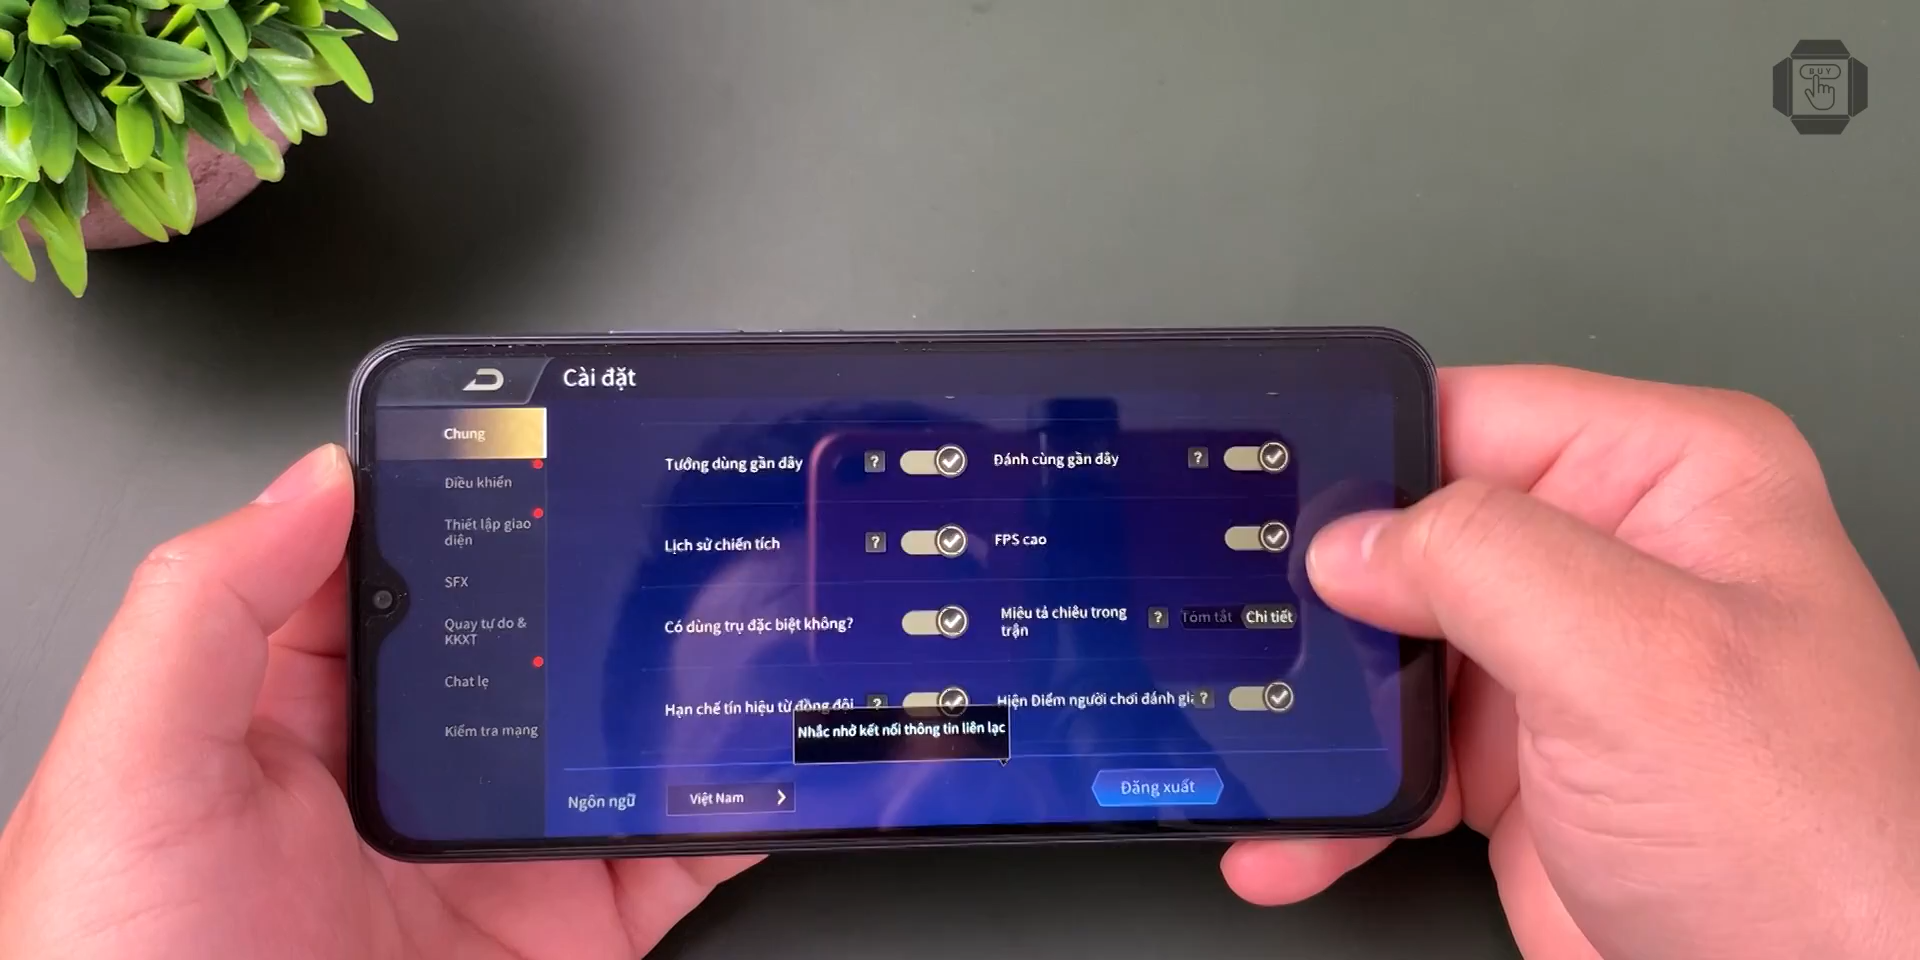 BUY
Cài đặt
Chung
Điều khiển
Thiết lập giao
diện
SFX
Quay tự do &
KKXT
Chat lẹ
Kiểm tra mạng
Tướng dùng gần đây ?
Đánh cùng gần đây ?
Lịch sử chiến tích ?
FPS cao
Có dùng trụ đặc biệt không?
Miêu tả chiêu trong
trận
? Tóm tắt Chi tiết
Hạn chế tín hiệu từ đồng đội ?
Hiện Điểm người chơi đánh giá ?
Nhắc nhở kết nối thông tin liên lạc
Ngôn ngữ
Việt Nam >
Đăng xuất